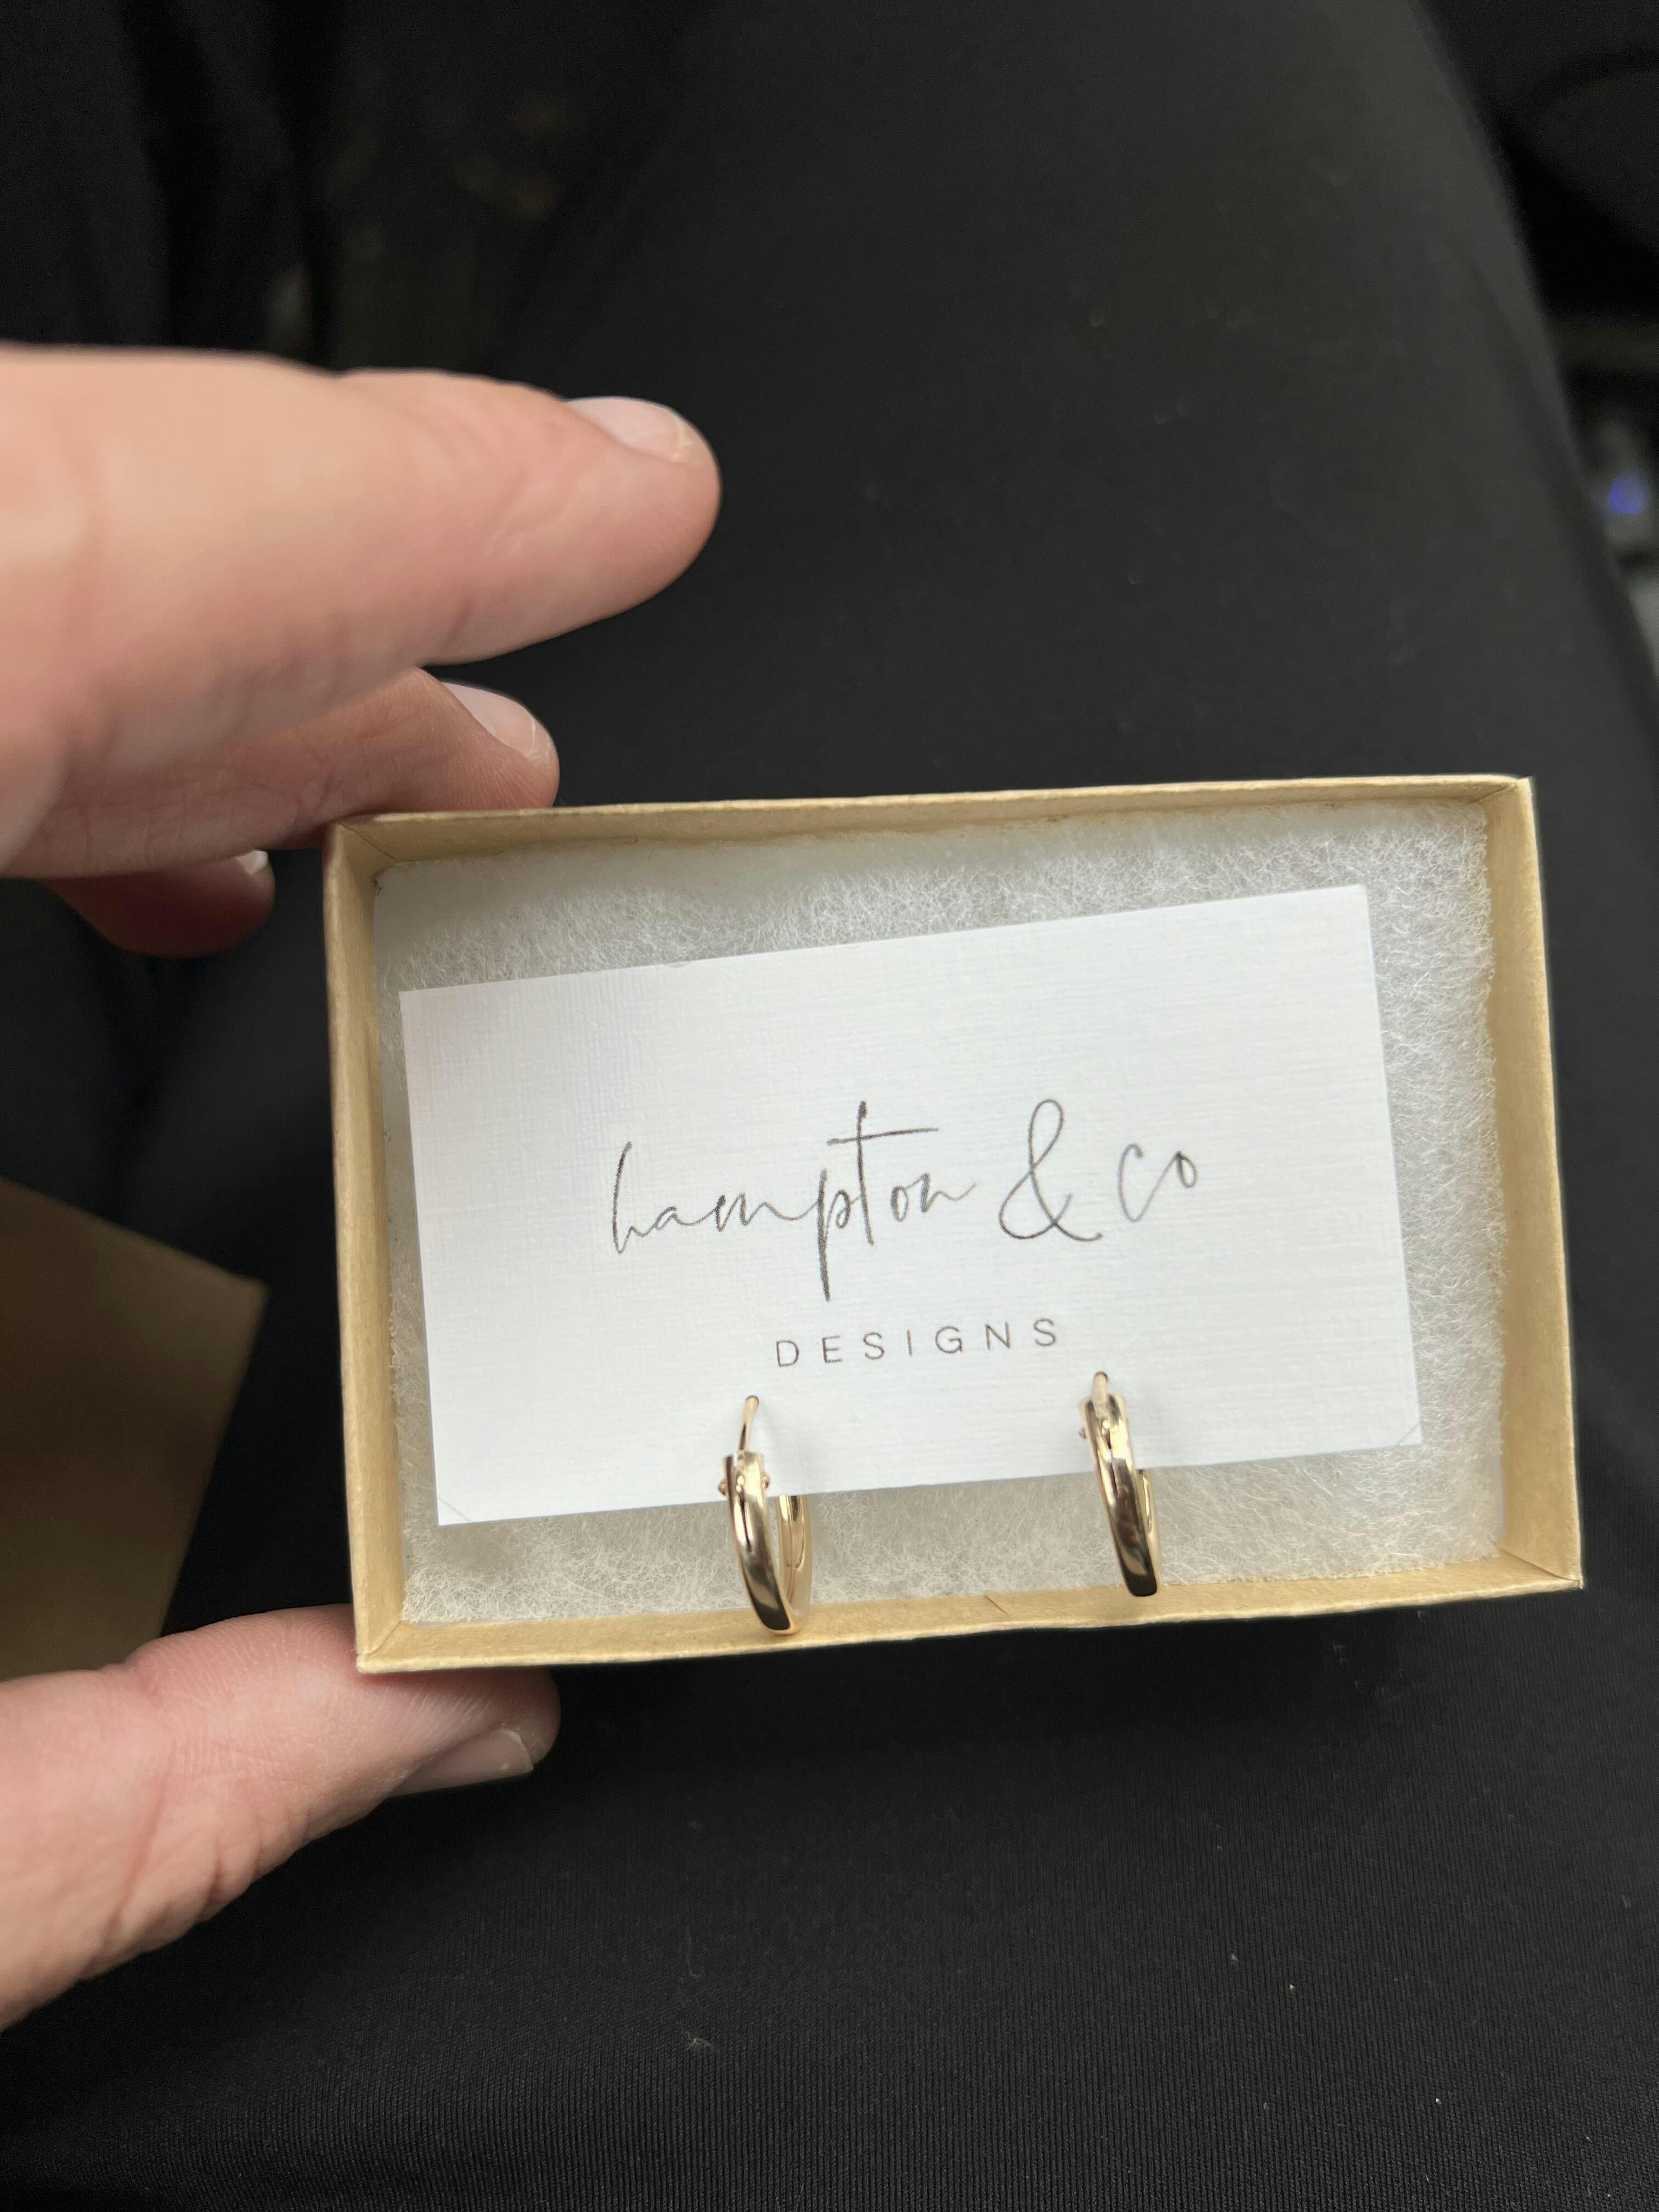 hampton & co
DESIGNS